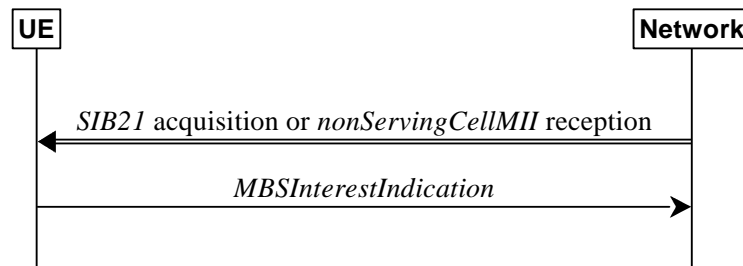 UE
Network
SIB21 acquisition or nonServingCellMII reception
MBSInterestIndication